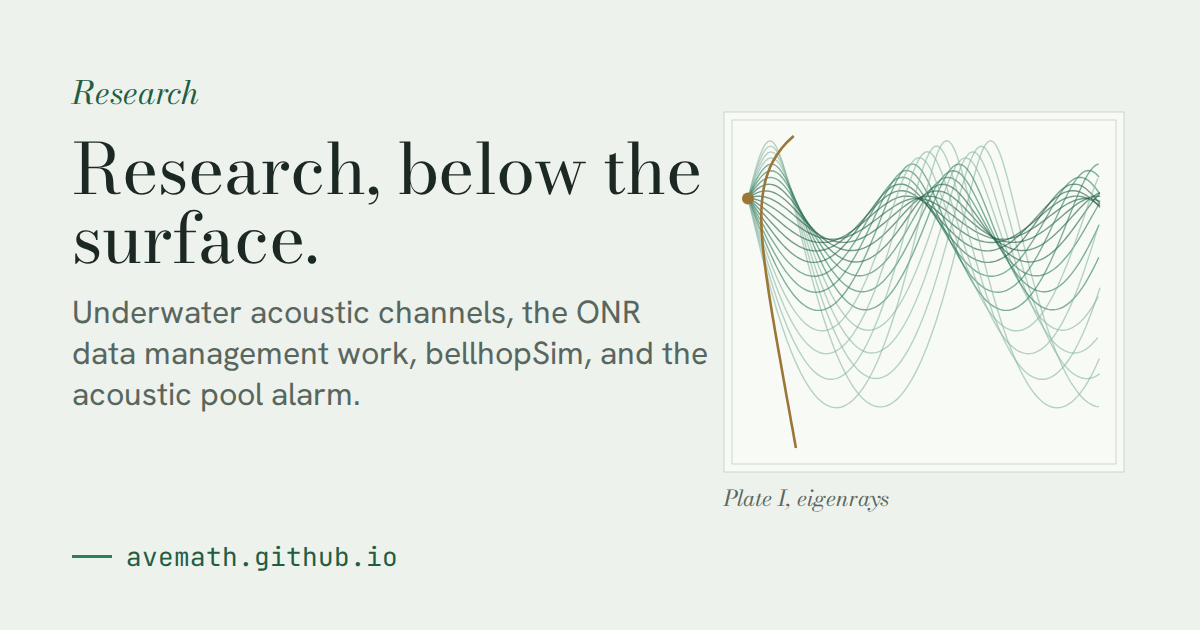 Research
Research, below the
surface.
Underwater acoustic channels, the ONR
data management work, bellhopSim, and the
acoustic pool alarm.
Plate I, eigenrays
avemath.github.io